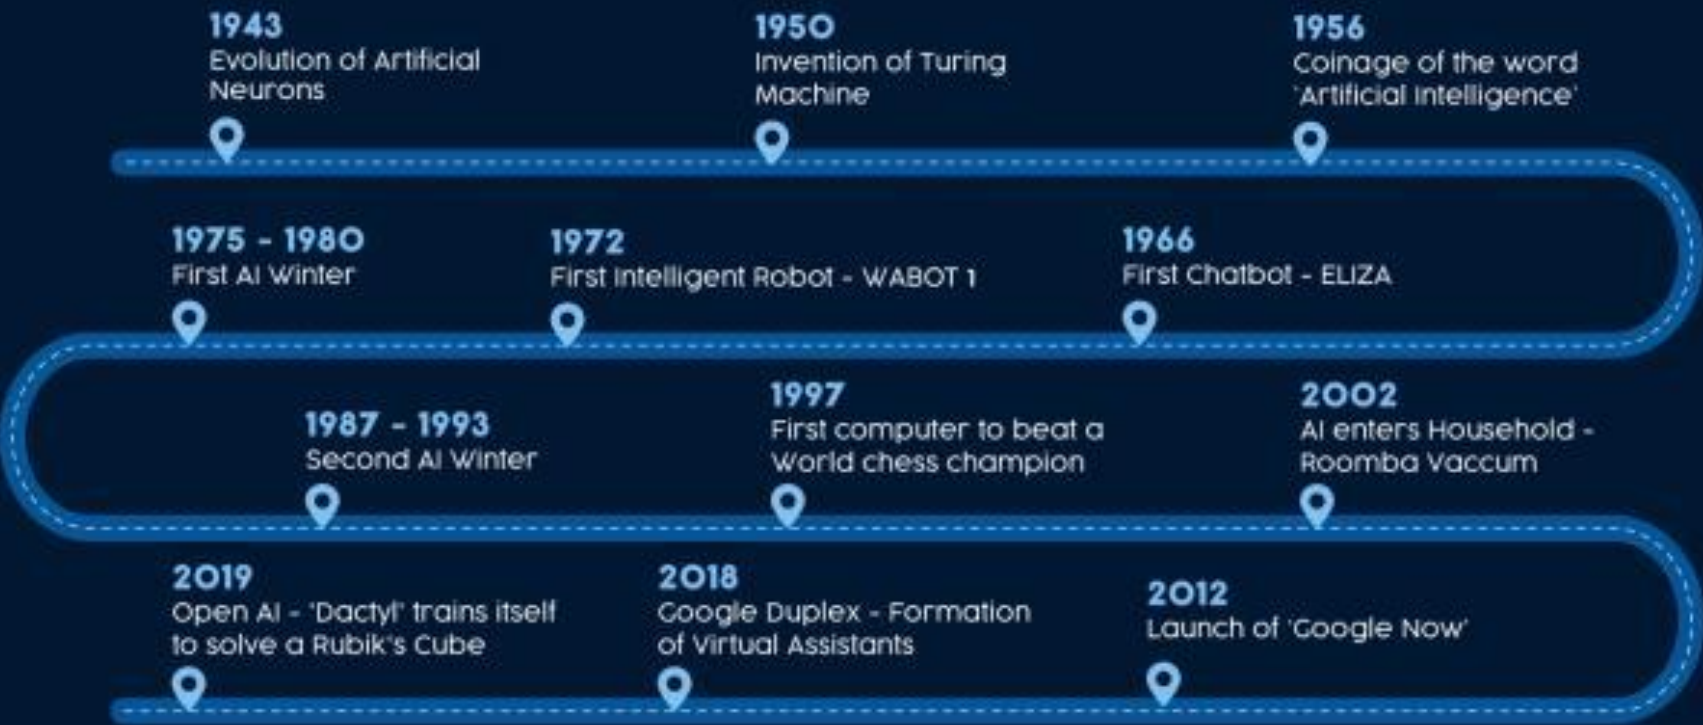 1943
Evolution of Artificial
Neurons
1950
Invention of Turing
Machine
1956
Coinage of the word
'Artificial Intelligence'
1975 - 1980
First AI Winter
1972
First Intelligent Robot - WABOT 1
1966
First Chatbot - ELIZA
1987 - 1993
Second AI Winter
1997
First computer to beat a
World chess champion
2002
AI enters Household -
Roomba Vaccum
2019
Open AI - 'Dactyl' trains itself
to solve a Rubik's Cube
2018
Google Duplex - Formation
of Virtual Assistants
2012
Launch of 'Google Now'